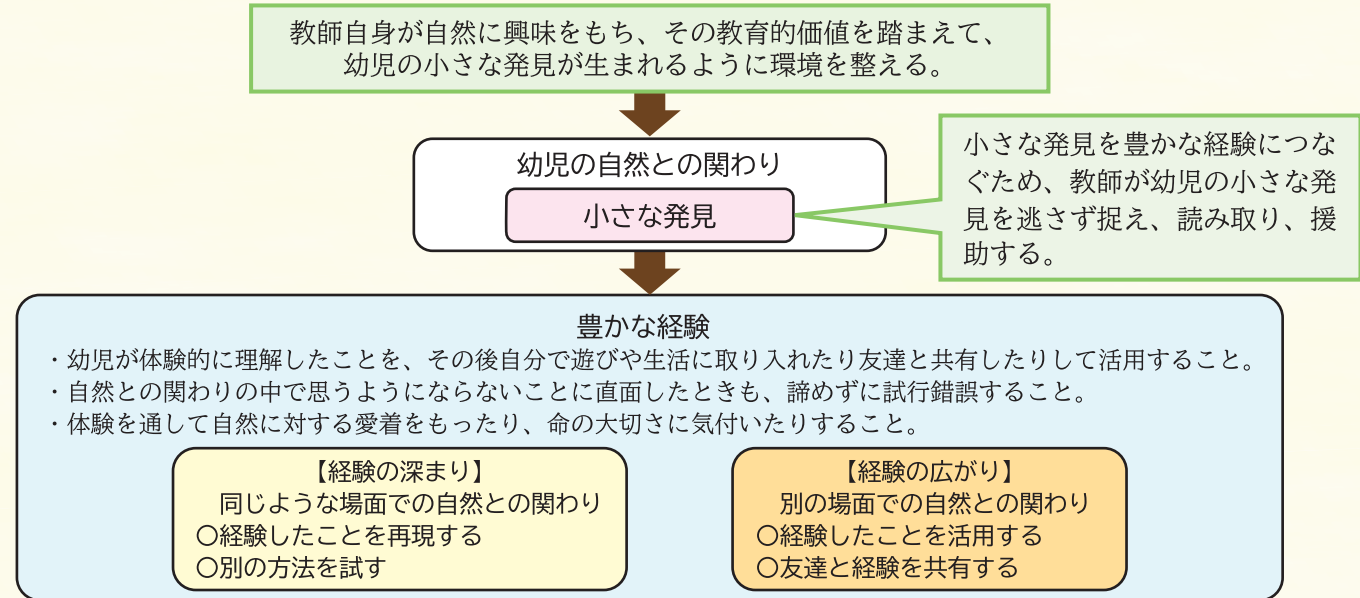 教師自身が自然に興味をもち、その教育的価値を踏まえて、
幼児の小さな発見が生まれるように環境を整える。
幼児の自然との関わり
小さな発見
小さな発見を豊かな経験につな
ぐため、教師が幼児の小さな発
見を逃さず捉え、読み取り、援
助する。
豊かな経験
・幼児が体験的に理解したことを、その後自分で遊びや生活に取り入れたり友達と共有したりして活用すること。
・自然との関わりの中で思うようにならないことに直面したときも、諦めずに試行錯誤すること。
・体験を通して自然に対する愛着をもったり、命の大切さに気付いたりすること。
【経験の深まり】
同じような場面での自然との関わり
〇経験したことを再現する
〇別の方法を試す
【経験の広がり】
別の場面での自然との関わり
〇経験したことを活用する
〇友達と経験を共有する